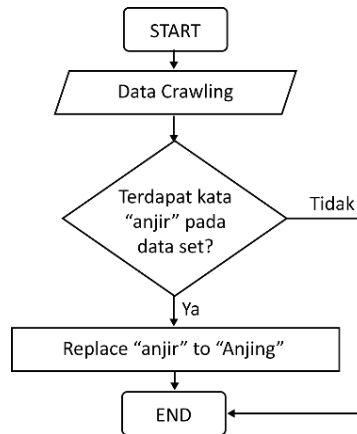 START
Data Crawling
Terdapat kata
“anjir” pada
data set?
Tidak
Ya
Replace “anjir” to “Anjing”
END